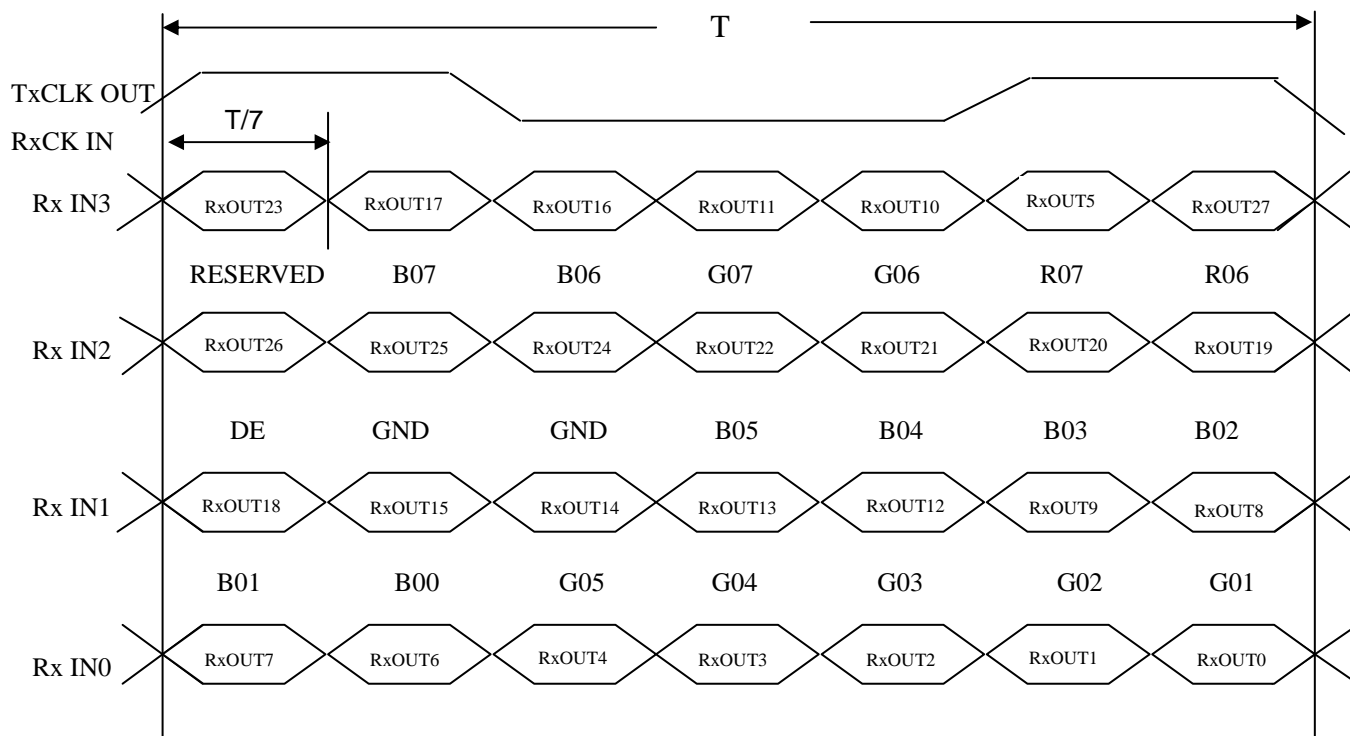 T
TxCLK OUT
T/7
RxCK IN
Rx IN3 RxOUT23 RxOUT17 RxOUT16 RxOUT11 RxOUT10 RxOUT5 RxOUT27
RESERVED B07 B06 G07 G06 R07 R06
Rx IN2 RxOUT26 RxOUT25 RxOUT24 RxOUT22 RxOUT21 RxOUT20 RxOUT19
DE GND GND B05 B04 B03 B02
Rx IN1 RxOUT18 RxOUT15 RxOUT14 RxOUT13 RxOUT12 RxOUT9 RxOUT8
B01 B00 G05 G04 G03 G02 G01
Rx IN0 RxOUT7 RxOUT6 RxOUT4 RxOUT3 RxOUT2 RxOUT1 RxOUT0